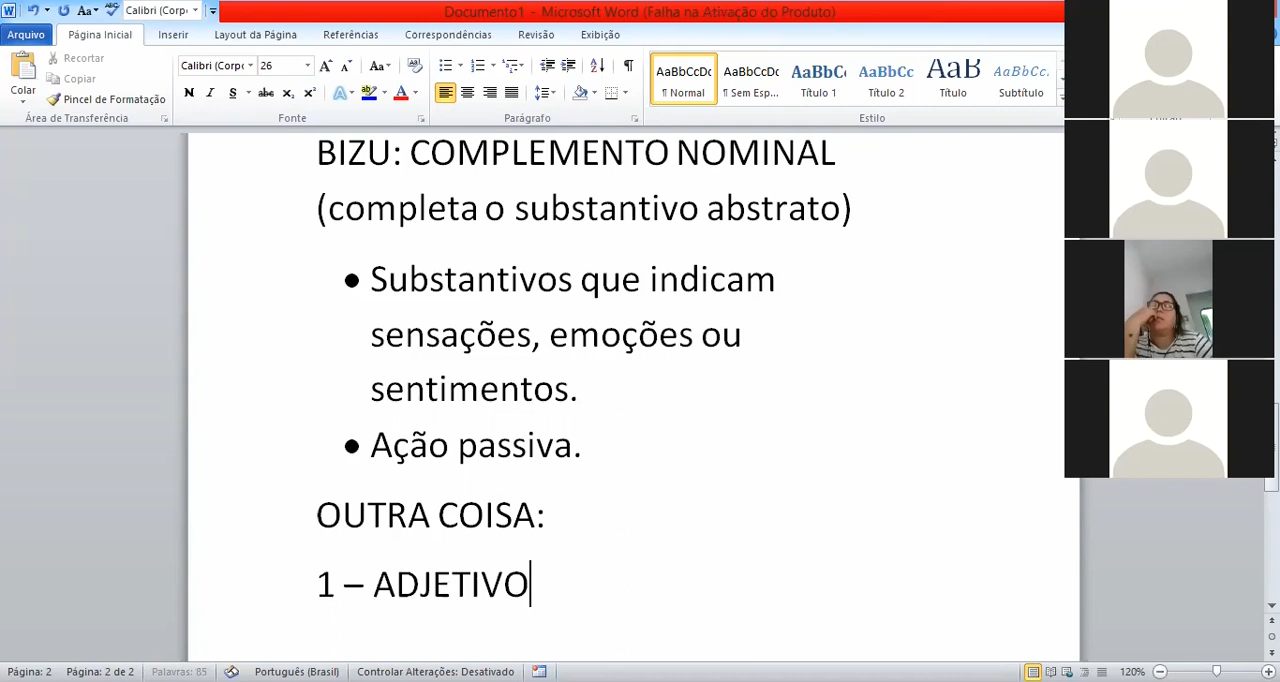 Calibri (Corp
Documento1 - Microsoft Word (Falha na Ativação do Produto)
Arquivo Página Inicial Inserir Layout da Página Referências Correspondências Revisão Exibição
Recortar
Copiar
Pincel de Formatação
Colar
Calibri (Corpo 26
N I S abc
AaBbCcDc AaBbCcDc AaBbC AaBbCc AaB AaBbCc.
¶ Normal ¶ Sem Esp... Título 1 Título 2 Título Subtítulo
Área de Transferência Fonte Parágrafo Estilo
BIZU: COMPLEMENTO NOMINAL
(completa o substantivo abstrato)
• Substantivos que indicam
sensações, emoções ou
sentimentos.
• Ação passiva.
OUTRA COISA:
1 – ADJETIVO
Página: 2 Página: 2 de 2 Palavras: 85 Português (Brasil) Controlar Alterações: Desativado 120%